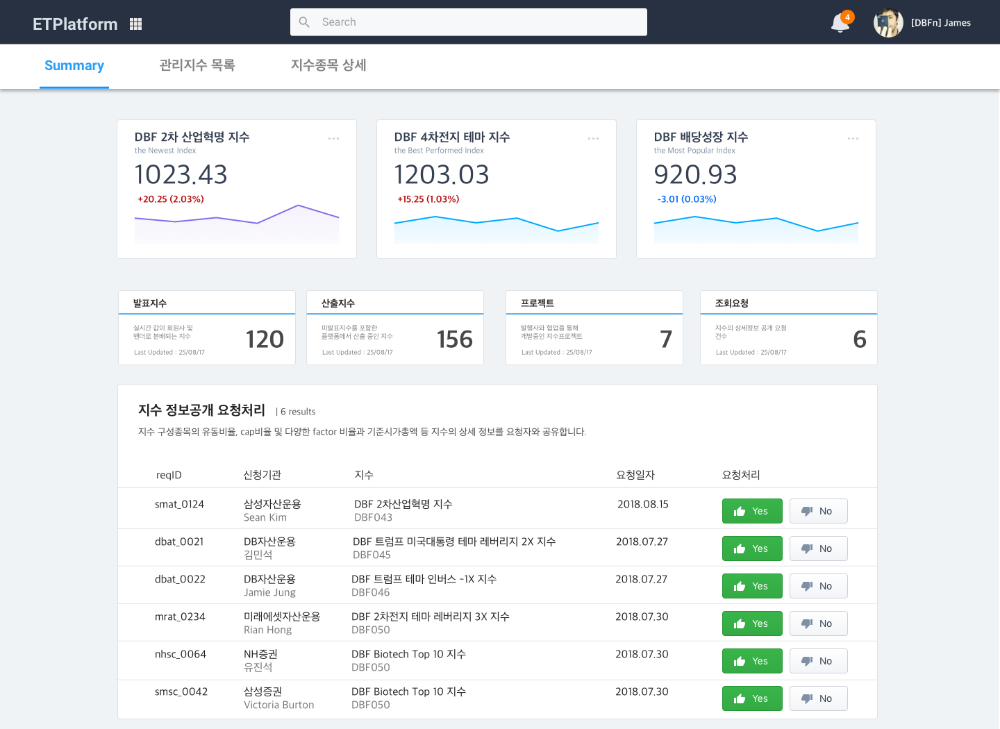 ETPlatform
Search
4
[DBFn] James
Summary
관리지수 목록
지수종목 상세
DBF 2차 산업혁명 지수
the Newest Index
1023.43
+20.25 (2.03%)
DBF 4차전지 테마 지수
the Best Performed Index
1203.03
+15.25 (1.03%)
DBF 배당성장 지수
the Most Popular Index
920.93
-3.01 (0.03%)
발표지수
실시간 값이 회원사 및
밴더로 분배되는 지수
120
Last Updated : 25/08/17
산출지수
미발표지수를 포함한
플랫폼에서 산출 중인 지수
156
Last Updated : 25/08/17
프로젝트
발행사와 협업을 통해
개발중인 지수프로젝트
7
Last Updated : 25/08/17
조회요청
지수의 상세정보 공개 요청
건수
6
Last Updated : 25/08/17
지수 정보공개 요청처리 | 6 results
지수 구성종목의 유동비율, cap비율 및 다양한 factor 비율과 기준시가총액 등 지수의 상세 정보를 요청자와 공유합니다.
reqID 신청기관 지수 요청일자 요청처리
smat_0124 삼성자산운용 DBF 2차산업혁명 지수 2018.08.15 Yes No
Sean Kim DBF043
dbat_0021 DB자산운용 DBF 트럼프 미국대통령 테마 레버리지 2X 지수 2018.07.27 Yes No
김민석 DBF045
dbat_0022 DB자산운용 DBF 트럼프 테마 인버스 -1X 지수 2018.07.27 Yes No
Jamie Jung DBF046
mrat_0234 미래에셋자산운용 DBF 2차전지 테마 레버리지 3X 지수 2018.07.30 Yes No
Rian Hong DBF050
nhsc_0064 NH증권 DBF Biotech Top 10 지수 2018.07.30 Yes No
유진석 DBF050
smsc_0042 삼성증권 DBF Biotech Top 10 지수 2018.07.30 Yes No
Victoria Burton DBF050